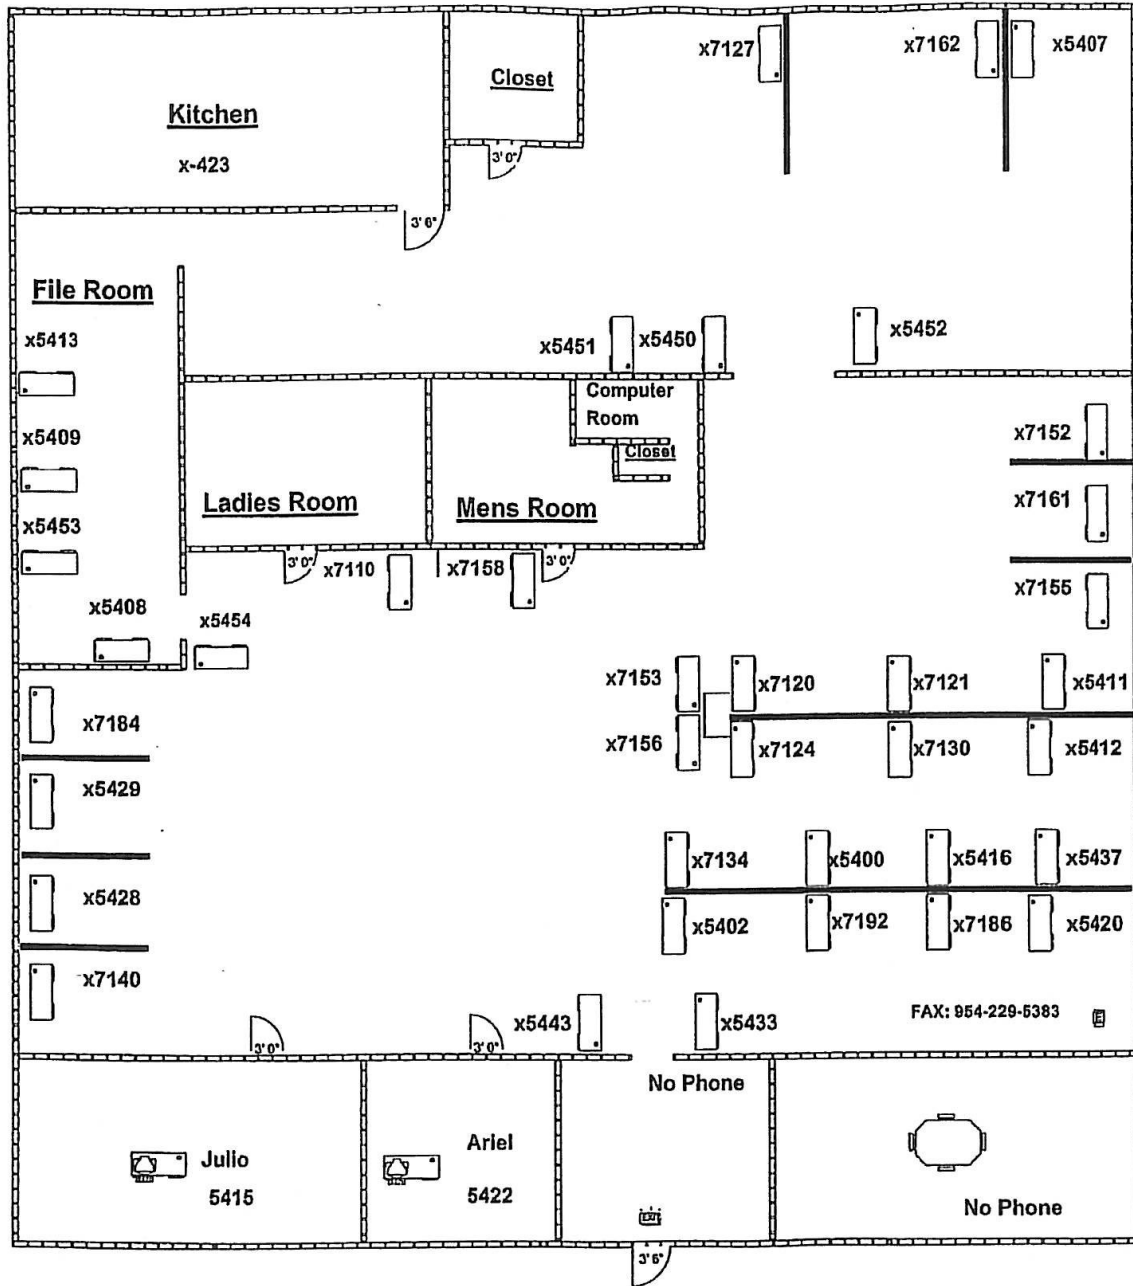 x7127
x7162
x5407
Closet
Kitchen
x-423
3' 0"
3' 0"
File Room
x5413
x5451
x5450
x5452
Computer
Room
Closet
x5409
x7152
Ladies Room
Mens Room
x7161
x5453
3' 0"
x7110
x7158
3' 0"
x7155
x5408
x5454
x7153
x7120
x7121
x5411
x7184
x7156
x7124
x7130
x5412
x5429
x7134
x5400
x5416
x5437
x5428
x5402
x7192
x7186
x5420
x7140
FAX: 954-229-5383
x5443
x5433
3' 0"
3' 0"
No Phone
Julio
5415
Ariel
5422
No Phone
3' 6"